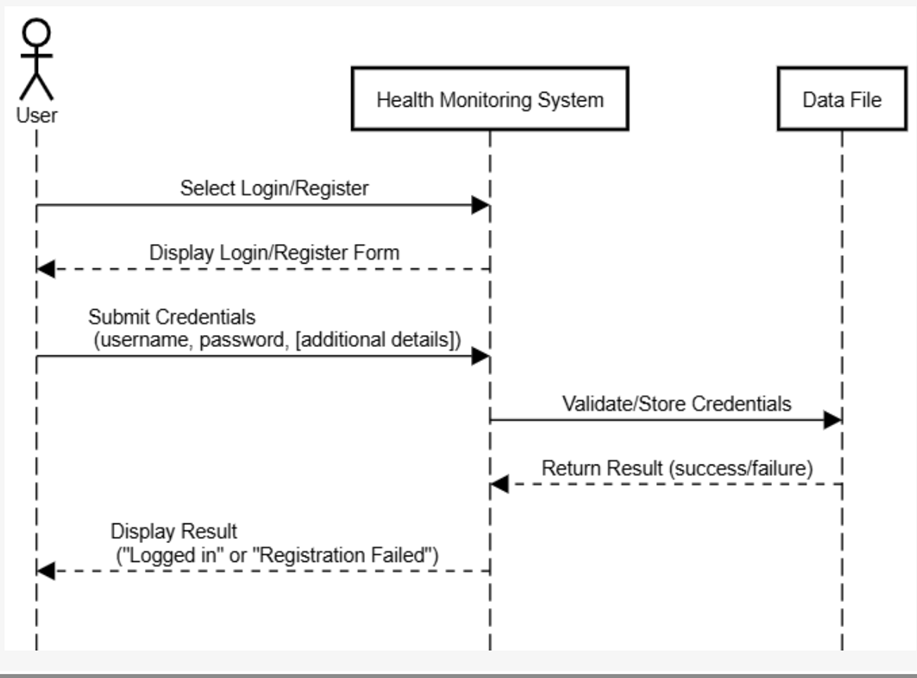 User
Health Monitoring System
Data File
Select Login/Register
Display Login/Register Form
Submit Credentials
(username, password, [additional details])
Validate/Store Credentials
Return Result (success/failure)
Display Result
("Logged in" or "Registration Failed")